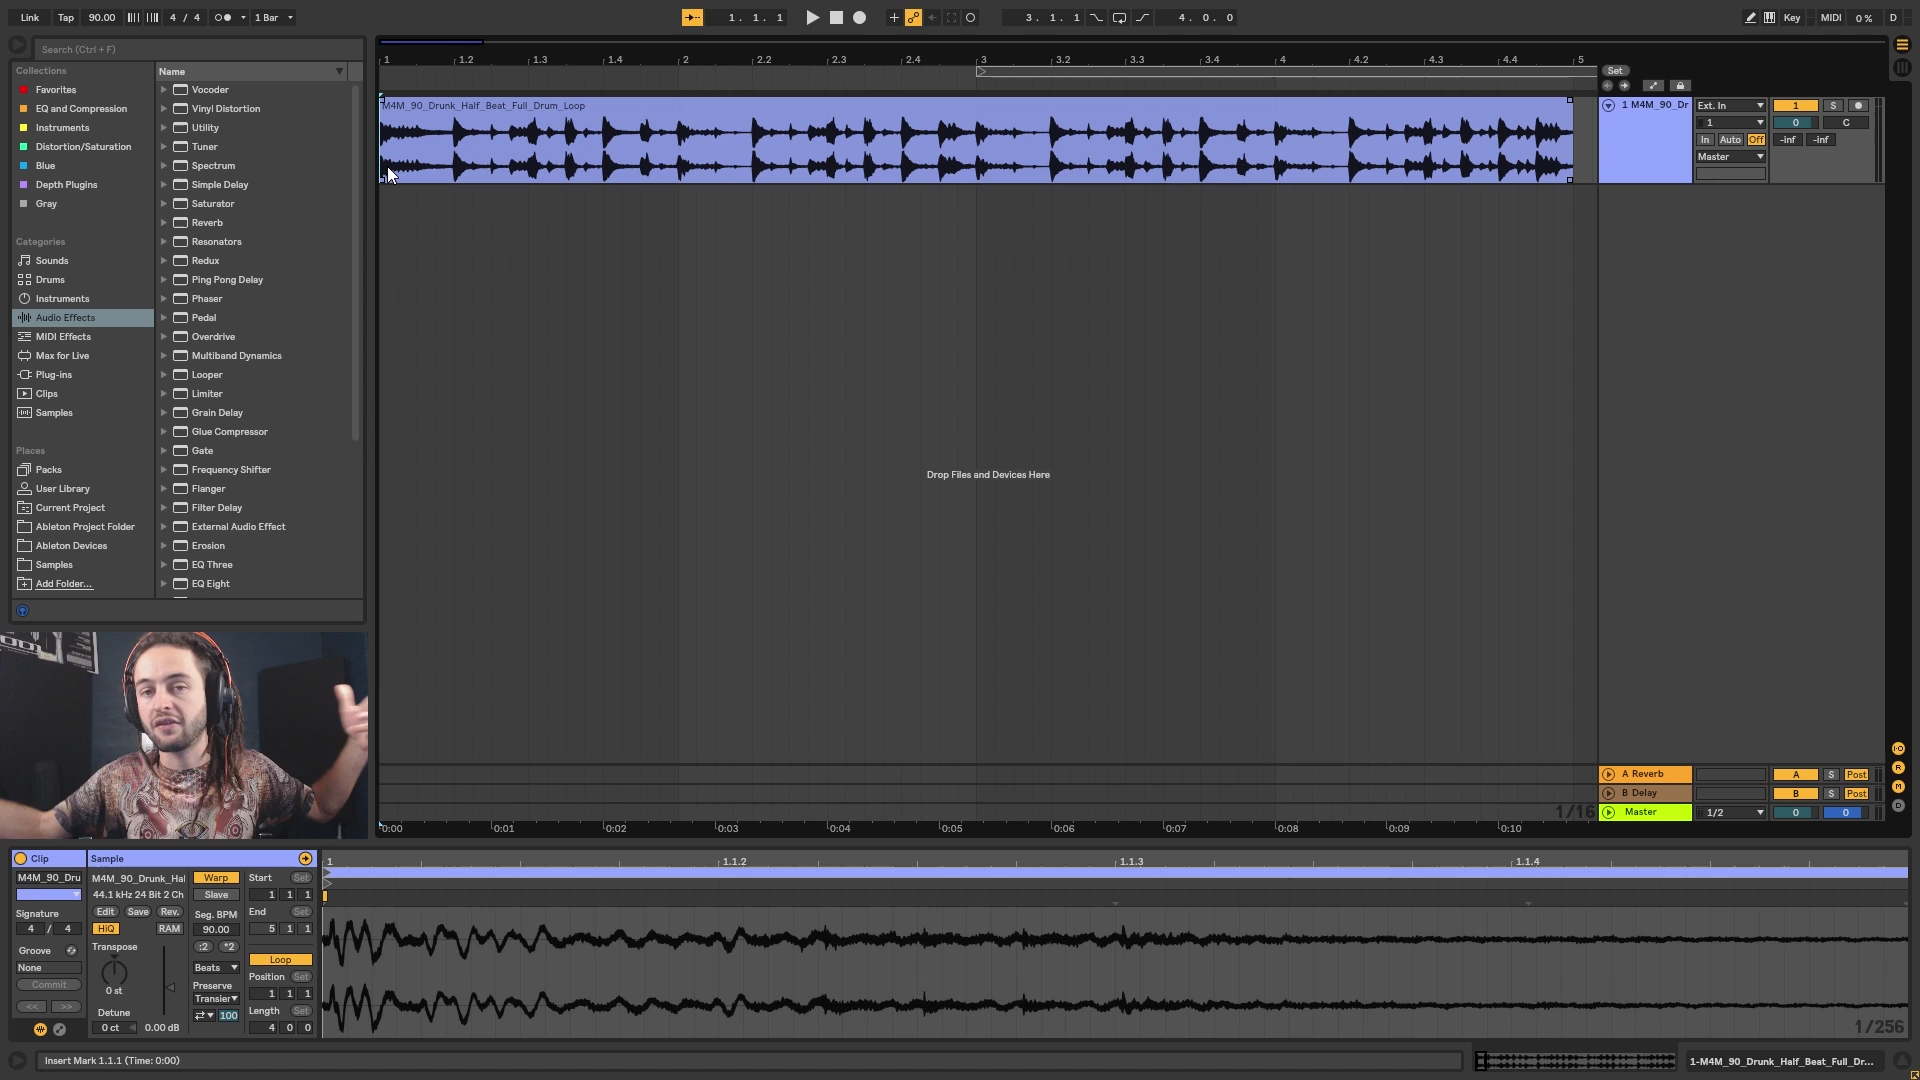 Link Tap 90.00 4 / 4 1 Bar 1. 1. 1 3. 1. 1 4. 0. 0 Key MIDI 0 % D
Search (Ctrl + F)
Collections
Favorites
EQ and Compression
Instruments
Distortion/Saturation
Blue
Depth Plugins
Gray
Categories
Sounds
Drums
Instruments
Audio Effects
MIDI Effects
Max for Live
Plug-ins
Clips
Samples
Places
Packs
User Library
Current Project
Ableton Project Folder
Ableton Devices
Samples
Add Folder...
Name
Vocoder
Vinyl Distortion
Utility
Tuner
Spectrum
Simple Delay
Saturator
Reverb
Resonators
Redux
Ping Pong Delay
Phaser
Pedal
Overdrive
Multiband Dynamics
Looper
Limiter
Grain Delay
Glue Compressor
Gate
Frequency Shifter
Flanger
Filter Delay
External Audio Effect
Erosion
EQ Three
EQ Eight
1 1.2 1.3 1.4 2 2.2 2.3 2.4 3 3.2 3.3 3.4 4 4.2 4.3 4.4 5
Set
M4M_90_Drunk_Half_Beat_Full_Drum_Loop
1 M4M_90_Dr Ext. In 1 S
1 0 C
In Auto Off -inf -inf
Master
Drop Files and Devices Here
A Reverb A S Post
B Delay B S Post
1/16
Master 1/2 0 0
0:00 0:01 0:02 0:03 0:04 0:05 0:06 0:07 0:08 0:09 0:10
R
M
D
Clip
M4M_90_Dru
Signature
4 / 4
Groove
None
Commit
<< >>
Sample
M4M_90_Drunk_Hal
44.1 kHz 24 Bit 2 Ch
Edit Save Rev.
HiQ RAM
Transpose
0 st
Detune
0 ct 0.00 dB
Warp
Slave
Seg. BPM
90.00
:2 *2
Beats
Preserve
Transier
100
Start Set
1 1 1
End Set
5 1 1
Loop
Position Set
1 1 1
Length Set
4 0 0
1 1.1.2 1.1.3 1.1.4
1/256
Insert Mark 1.1.1 (Time: 0:00)
1-M4M_90_Drunk_Half_Beat_Full_Dr...